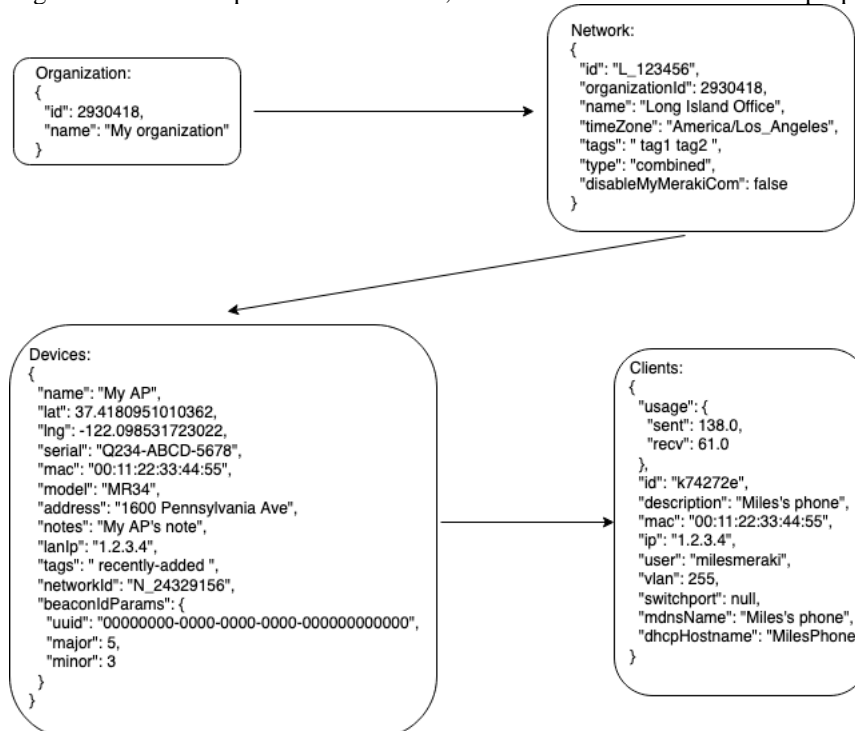 Organization:
{
"id": 2930418,
"name": "My organization"
}
Network:
{
"id": "L_123456",
"organizationId": 2930418,
"name": "Long Island Office",
"timeZone": "America/Los_Angeles",
"tags": " tag1 tag2 ",
"type": "combined",
"disableMyMerakiCom": false
}
Devices:
{
"name": "My AP",
"lat": 37.4180951010362,
"lng": -122.098531723022,
"serial": "Q234-ABCD-5678",
"mac": "00:11:22:33:44:55",
"model": "MR34",
"address": "1600 Pennsylvania Ave",
"notes": "My AP's note",
"lanIp": "1.2.3.4",
"tags": " recently-added ",
"networkId": "N_24329156",
"beaconIdParams": {
"uuid": "00000000-0000-0000-0000-000000000000",
"major": 5,
"minor": 3
}
}
Clients:
{
"usage": {
"sent": 138.0,
"recv": 61.0
},
"id": "k74272e",
"description": "Miles's phone",
"mac": "00:11:22:33:44:55",
"ip": "1.2.3.4",
"user": "milesmeraki",
"vlan": 255,
"switchport": null,
"mdnsName": "Miles's phone",
"dhcpHostname": "MilesPhone
}